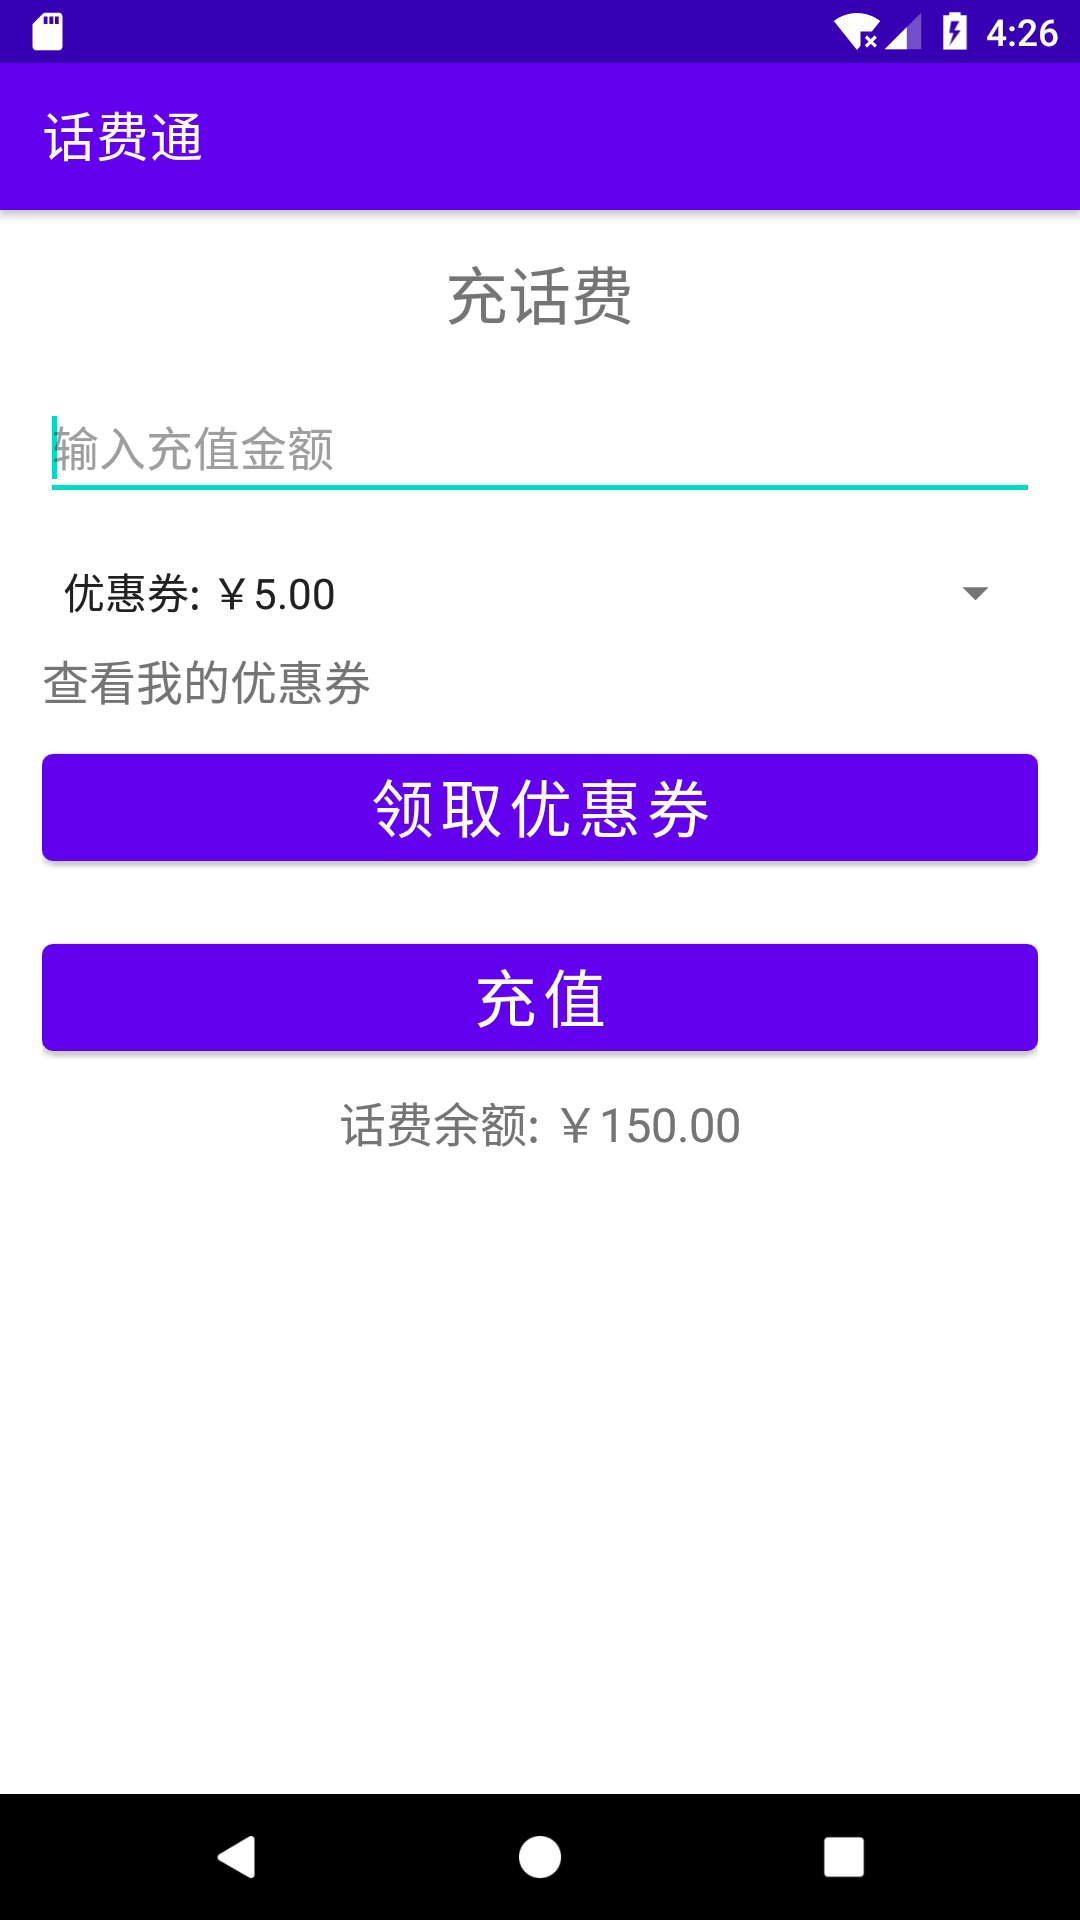 4:26
话费通
充话费
输入充值金额
优惠券: ￥5.00
查看我的优惠券
领取优惠券
充值
话费余额: ￥150.00